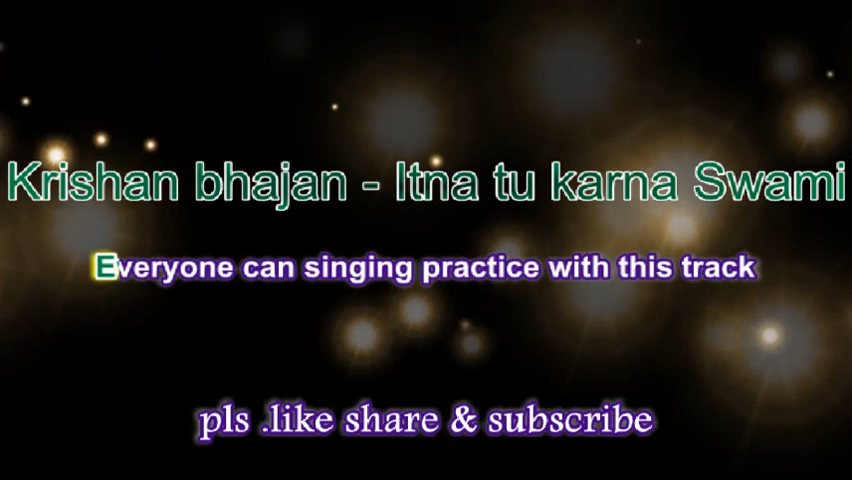 Krishan bhajan - Itna tu karna Swami
Everyone can singing practice with this track
pls .like share & subscribe